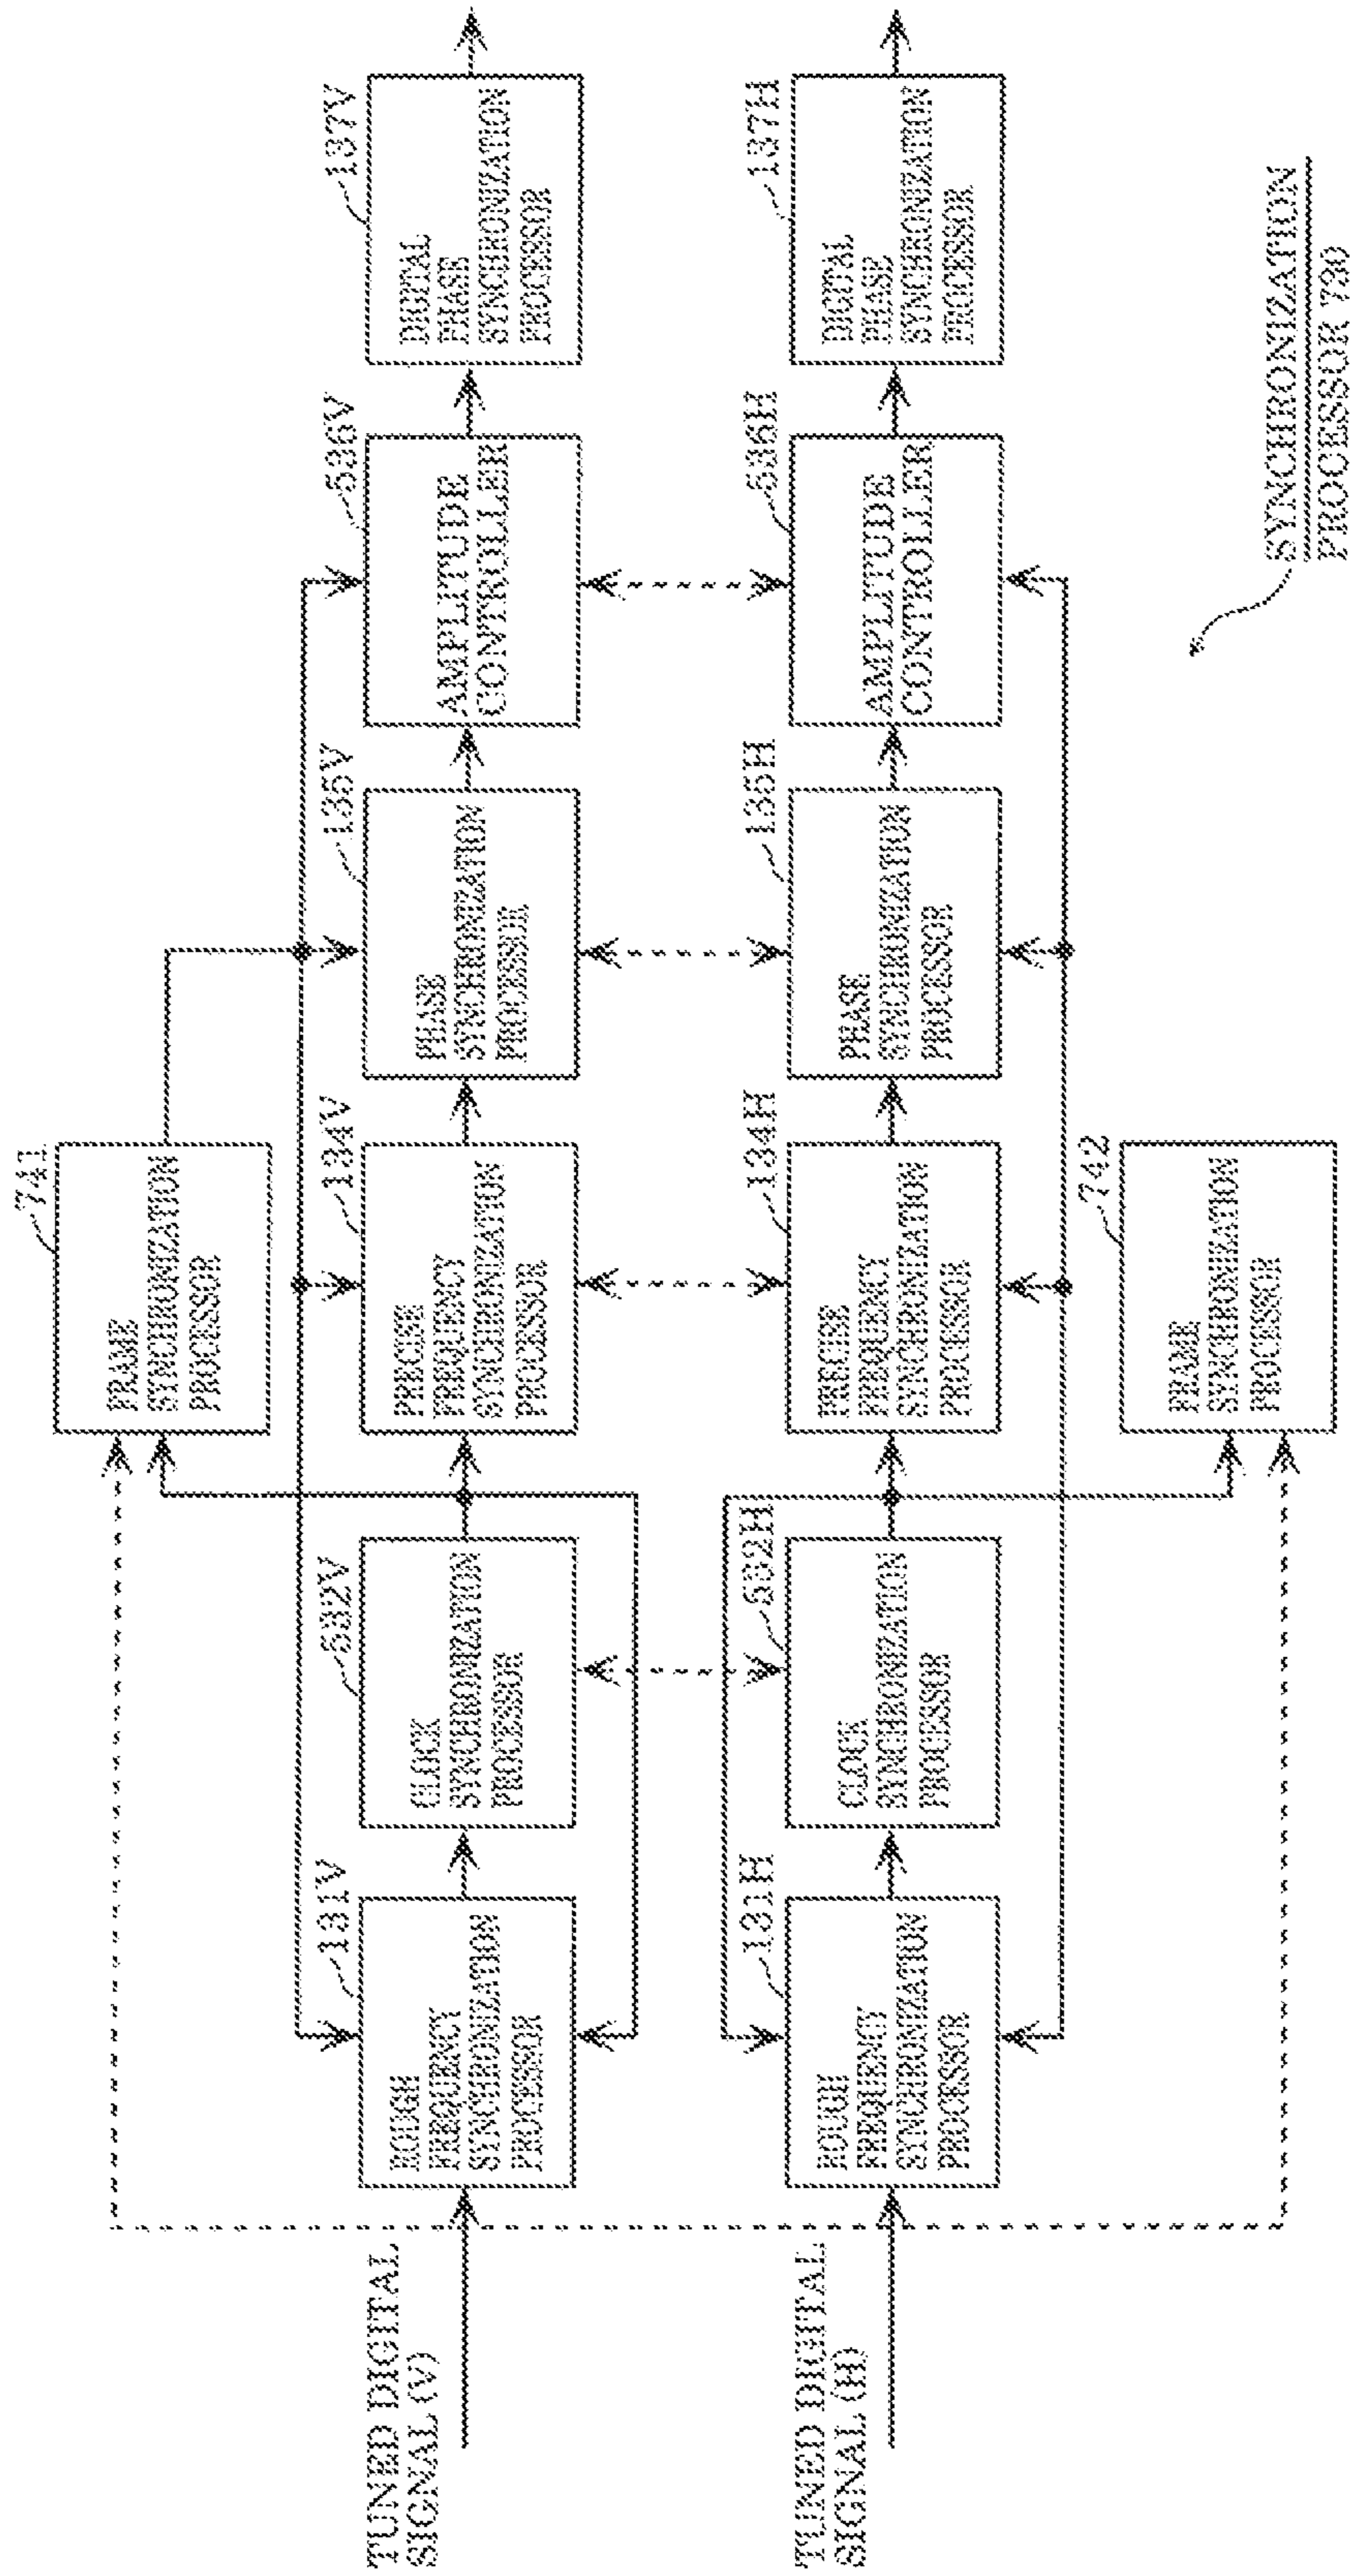 741
FRAME
SYNCHRONIZATION
PROCESSOR
TUNED DIGITAL
SIGNAL (V)
131V
ROUGH
FREQUENCY
SYNCHRONIZATION
PROCESSOR
532V
CLOCK
SYNCHRONIZATION
PROCESSOR
134V
PRECISE
FREQUENCY
SYNCHRONIZATION
PROCESSOR
135V
PHASE
SYNCHRONIZATION
PROCESSOR
536V
AMPLITUDE
CONTROLLER
137V
DIGITAL
PHASE
SYNCHRONIZATION
PROCESSOR
TUNED DIGITAL
SIGNAL (H)
131H
ROUGH
FREQUENCY
SYNCHRONIZATION
PROCESSOR
532H
CLOCK
SYNCHRONIZATION
PROCESSOR
134H
PRECISE
FREQUENCY
SYNCHRONIZATION
PROCESSOR
135H
PHASE
SYNCHRONIZATION
PROCESSOR
536H
AMPLITUDE
CONTROLLER
137H
DIGITAL
PHASE
SYNCHRONIZATION
PROCESSOR
742
FRAME
SYNCHRONIZATION
PROCESSOR
SYNCHRONIZATION
PROCESSOR 730